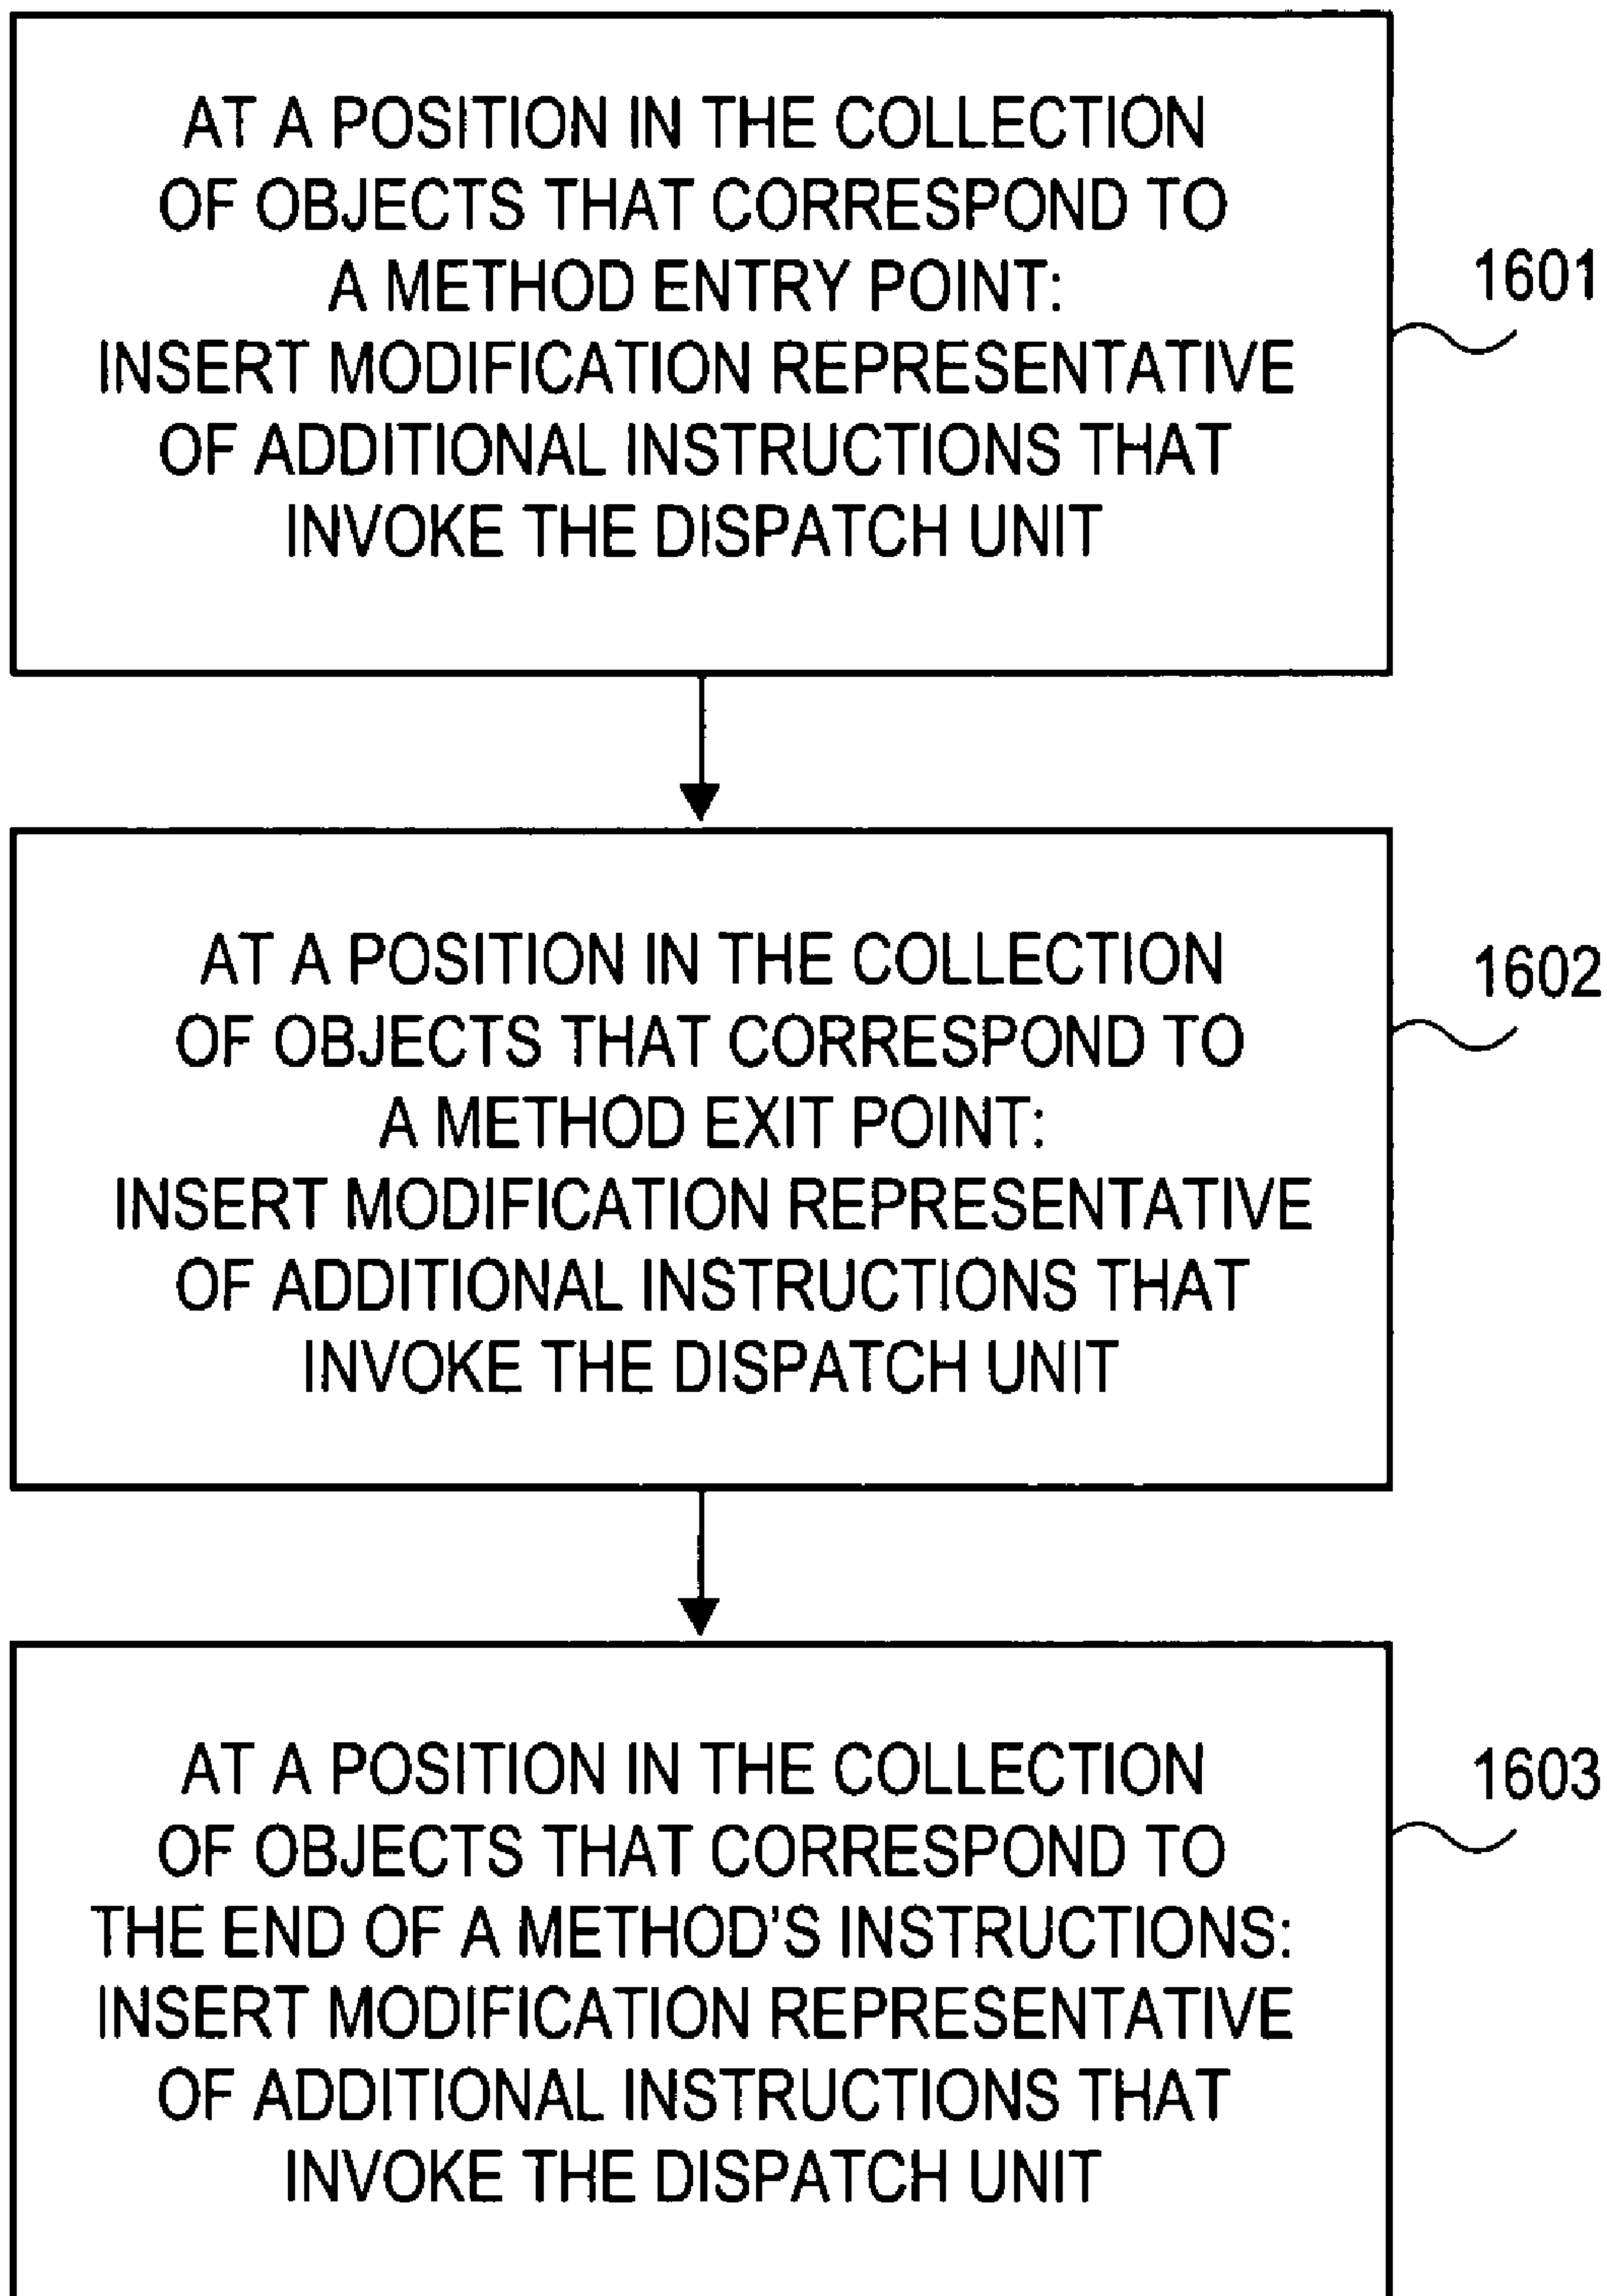 AT A POSITION IN THE COLLECTION
OF OBJECTS THAT CORRESPOND TO
A METHOD ENTRY POINT:
INSERT MODIFICATION REPRESENTATIVE
OF ADDITIONAL INSTRUCTIONS THAT
INVOKE THE DISPATCH UNIT
1601
AT A POSITION IN THE COLLECTION
OF OBJECTS THAT CORRESPOND TO
A METHOD EXIT POINT:
INSERT MODIFICATION REPRESENTATIVE
OF ADDITIONAL INSTRUCTIONS THAT
INVOKE THE DISPATCH UNIT
1602
AT A POSITION IN THE COLLECTION
OF OBJECTS THAT CORRESPOND TO
THE END OF A METHOD'S INSTRUCTIONS:
INSERT MODIFICATION REPRESENTATIVE
OF ADDITIONAL INSTRUCTIONS THAT
INVOKE THE DISPATCH UNIT
1603